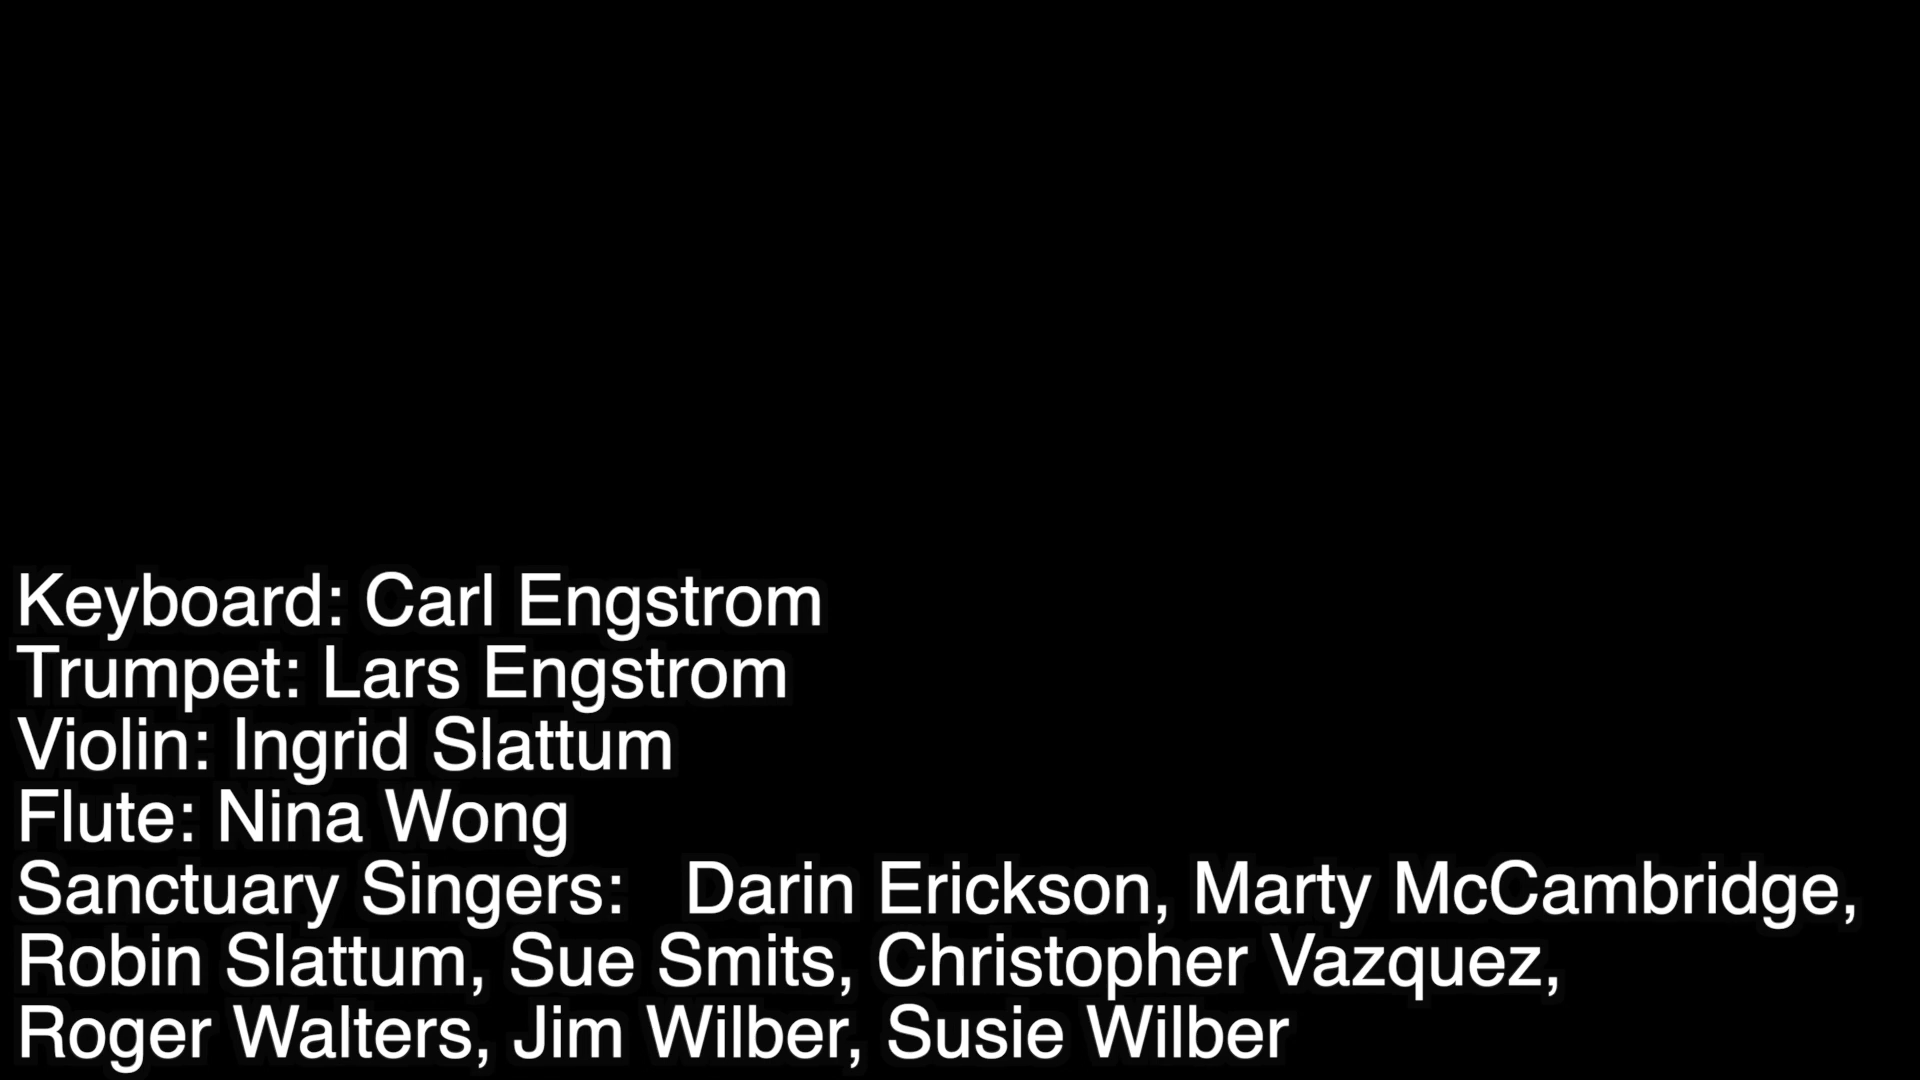 Keyboard: Carl Engstrom
Trumpet: Lars Engstrom
Violin: Ingrid Slattum
Flute: Nina Wong
Sanctuary Singers:   Darin Erickson, Marty McCambridge,
Robin Slattum, Sue Smits, Christopher Vazquez,
Roger Walters, Jim Wilber, Susie Wilber